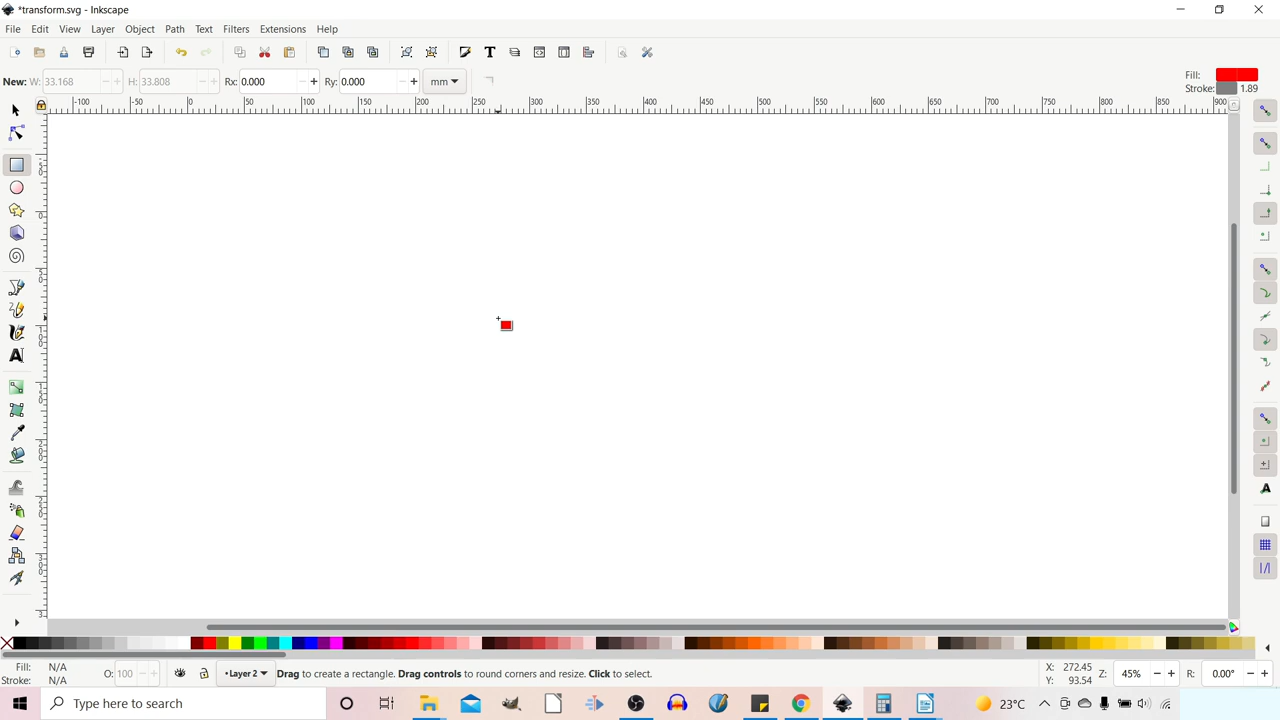 *transform.svg - Inkscape
File Edit View Layer Object Path Text Filters Extensions Help
New: W: 33.168 H: 33.808 Rx: 0.000 Ry: 0.000 mm
Fill:
Stroke: 1.89
-100 -50 0 50 100 150 200 250 300 350 400 450 500 550 600 650 700 750 800 850 900
Fill: N/A
Stroke: N/A
O: 100
Layer 2
Drag to create a rectangle. Drag controls to round corners and resize. Click to select.
X: 272.45
Y: 93.54
Z: 45%
R: 0.00°
Type here to search
23°C